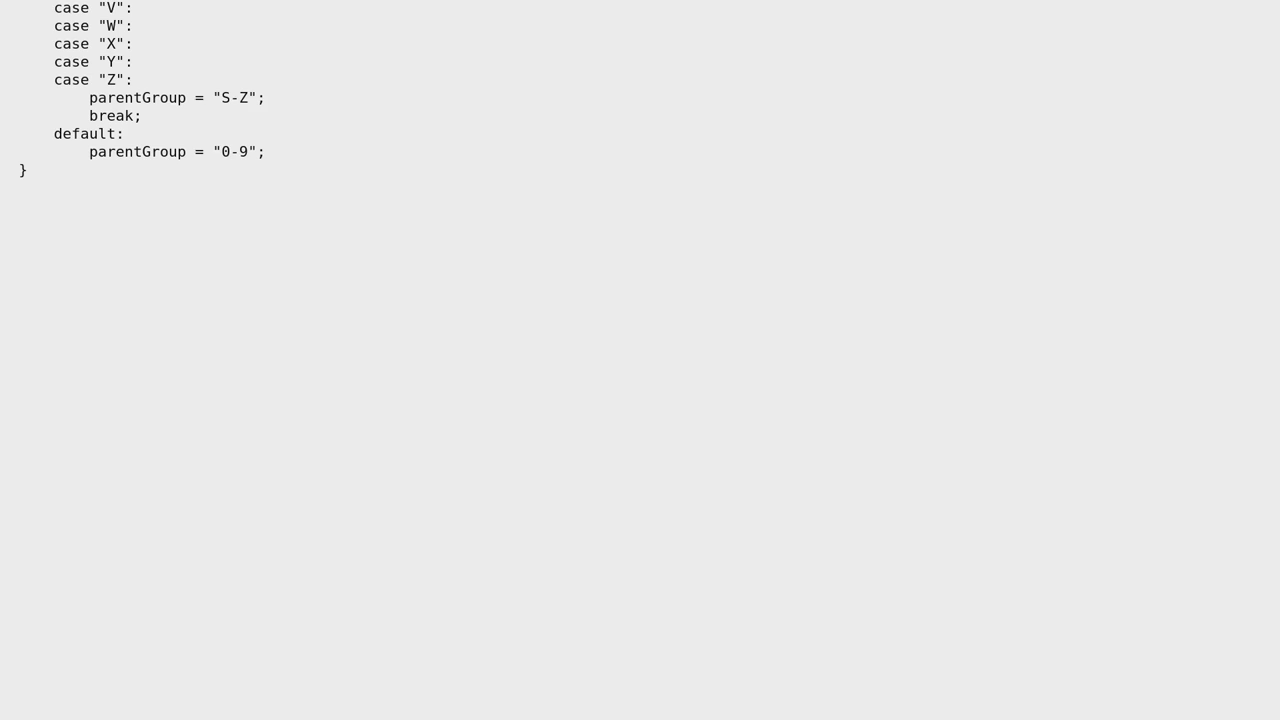 case "V":
    case "W":
    case "X":
    case "Y":
    case "Z":
        parentGroup = "S-Z";
        break;
    default:
        parentGroup = "0-9";
}